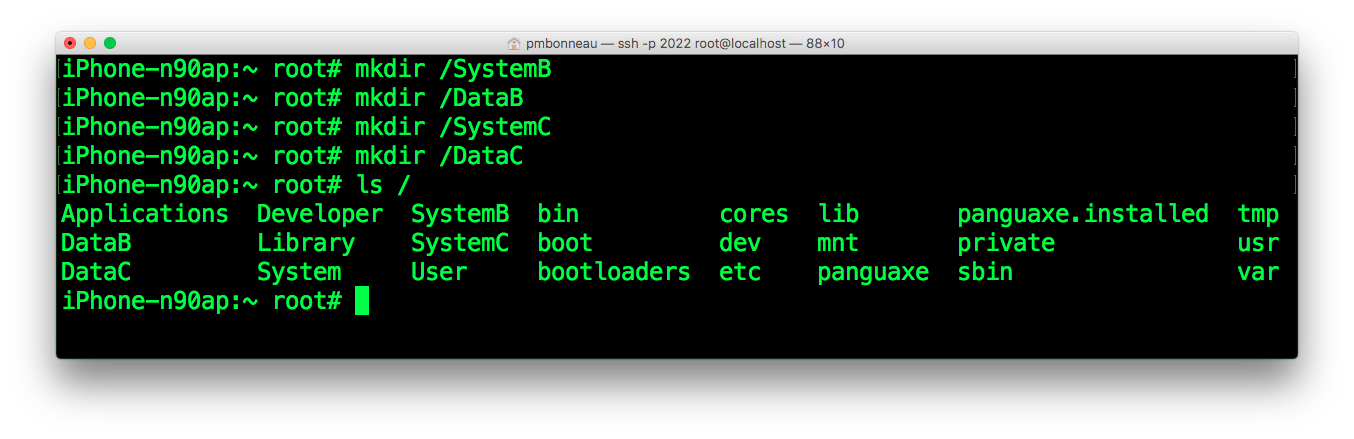 pmbonneau — ssh -p 2022 root@localhost — 88×10
iPhone-n90ap:~ root# mkdir /SystemB
iPhone-n90ap:~ root# mkdir /DataB
iPhone-n90ap:~ root# mkdir /SystemC
iPhone-n90ap:~ root# mkdir /DataC
iPhone-n90ap:~ root# ls /
Applications  Developer  SystemB  bin          cores  lib       panguaxe.installed  tmp
DataB         Library    SystemC  boot         dev    mnt       private             usr
DataC         System     User     bootloaders  etc    panguaxe  sbin                var
iPhone-n90ap:~ root#